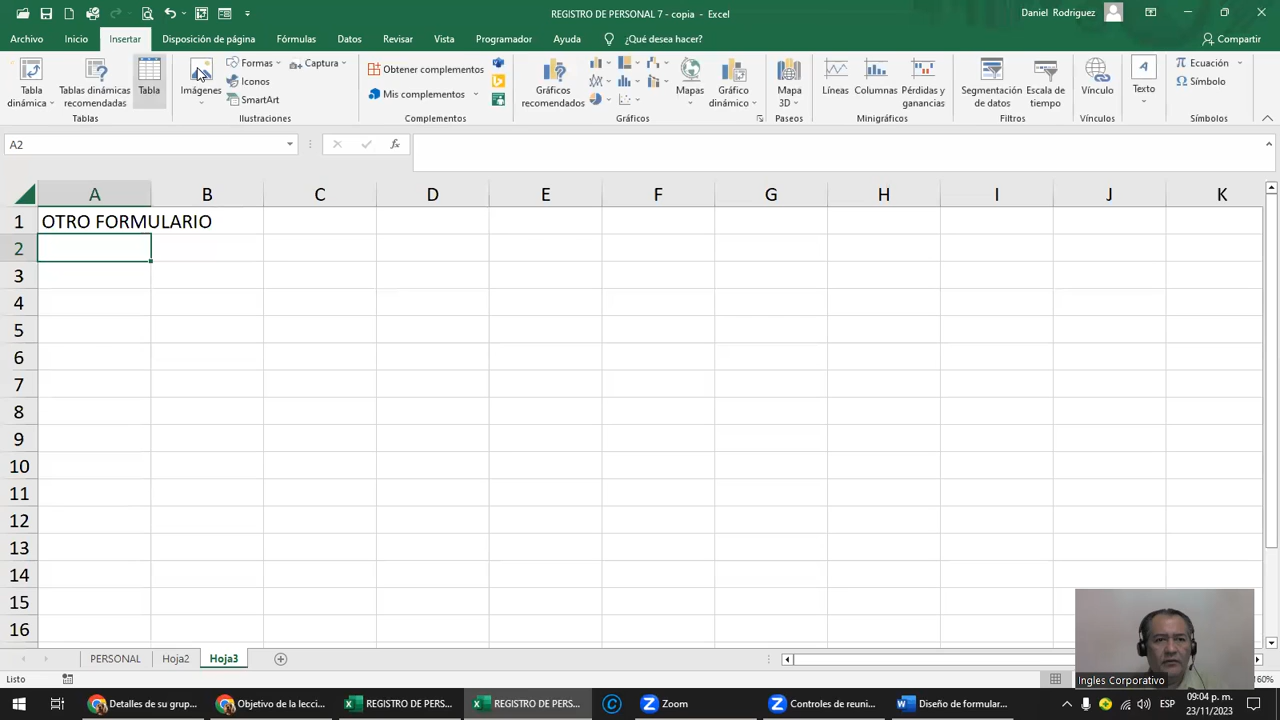 REGISTRO DE PERSONAL 7 - copia - Excel
Daniel Rodriguez
Archivo Inicio Insertar Disposición de página Fórmulas Datos Revisar Vista Programador Ayuda ¿Qué desea hacer? Compartir
Tabla dinámica
Tablas dinámicas recomendadas
Tabla
Tablas
Imágenes
Formas
Iconos
SmartArt
Captura
Ilustraciones
Obtener complementos
Mis complementos
Complementos
Gráficos recomendados
Mapas
Gráfico dinámico
Gráficos
Mapa 3D
Paseos
Líneas
Columnas
Pérdidas y ganancias
Minigráficos
Segmentación de datos
Escala de tiempo
Filtros
Vínculo
Vínculos
Texto
Ecuación
Símbolo
Símbolos
A2
fx
A B C D E F G H I J K
1 OTRO FORMULARIO
2
3
4
5
6
7
8
9
10
11
12
13
14
15
16
Ingles Corporativo
PERSONAL Hoja2 Hoja3
Listo
160%
Detalles de su grup...
Objetivo de la lecci...
REGISTRO DE PERS...
REGISTRO DE PERS...
Zoom
Controles de reuni...
Diseño de formular...
ESP
09:04 p. m.
23/11/2023